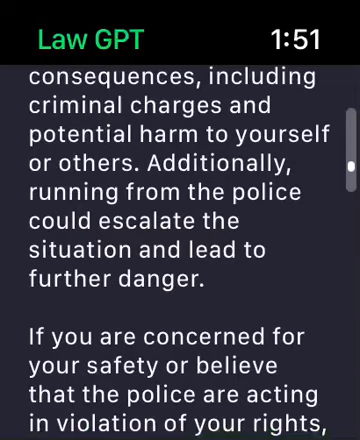 Law GPT 1:51
consequences, including
criminal charges and
potential harm to yourself
or others. Additionally,
running from the police
could escalate the
situation and lead to
further danger.
If you are concerned for
your safety or believe
that the police are acting
in violation of your rights,